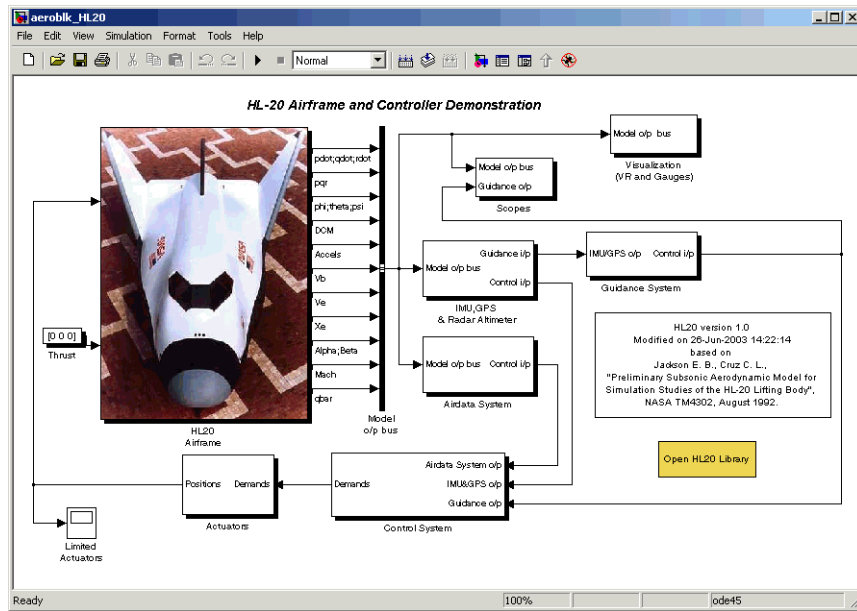 aeroblk_HL20
File Edit View Simulation Format Tools Help
Normal
HL-20 Airframe and Controller Demonstration
pdot;qdot;rdot
pqr
phi;theta;psi
DCM
Accels
Vb
Ve
Xe
Alpha;Beta
Mach
qbar
[0 0 0]
Thrust
HL20
Airframe
Model
o/p bus
Model o/p bus
Visualization
(VR and Gauges)
Model o/p bus
Guidance o/p
Scopes
Guidance i/p
Model o/p bus
Control i/p
IMU,GPS
& Radar Altimeter
IMU/GPS o/p Control i/p
Guidance System
Model o/p bus Control i/p
Airdata System
HL20 version 1.0
Modified on 26-Jun-2003 14:22:14
based on
Jackson E. B., Cruz C. L.,
"Preliminary Subsonic Aerodynamic Model for
Simulation Studies of the HL-20 Lifting Body",
NASA TM4302, August 1992.
Open HL20 Library
Positions Demands
Actuators
Airdata System o/p
Demands IMU&GPS o/p
Guidance o/p
Control System
Limited
Actuators
Ready 100% ode45